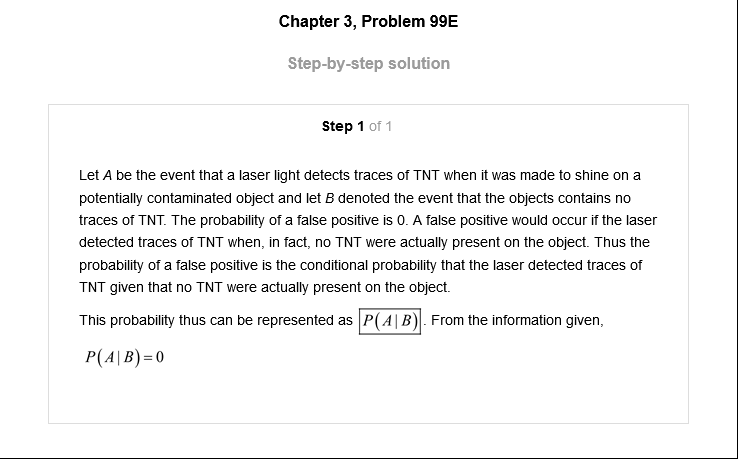 Chapter 3, Problem 99E
Step-by-step solution
Step 1 of 1
Let A be the event that a laser light detects traces of TNT when it was made to shine on a
potentially contaminated object and let B denoted the event that the objects contains no
traces of TNT. The probability of a false positive is 0. A false positive would occur if the laser
detected traces of TNT when, in fact, no TNT were actually present on the object. Thus the
probability of a false positive is the conditional probability that the laser detected traces of
TNT given that no TNT were actually present on the object.
This probability thus can be represented as P(A|B). From the information given,
P(A|B)=0